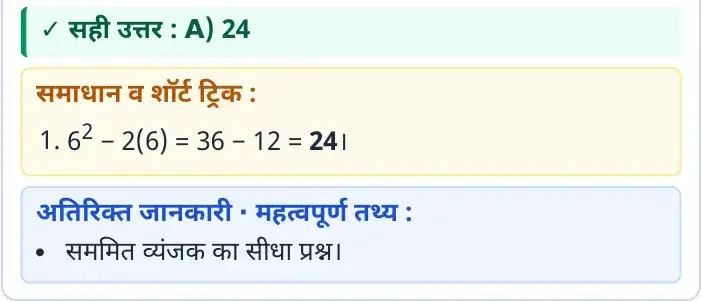 ✓ सही उत्तर : A) 24
समाधान व शॉर्ट ट्रिक :
1. 6² – 2(6) = 36 – 12 = 24।
अतिरिक्त जानकारी · महत्वपूर्ण तथ्य :
• सममित व्यंजक का सीधा प्रश्न।